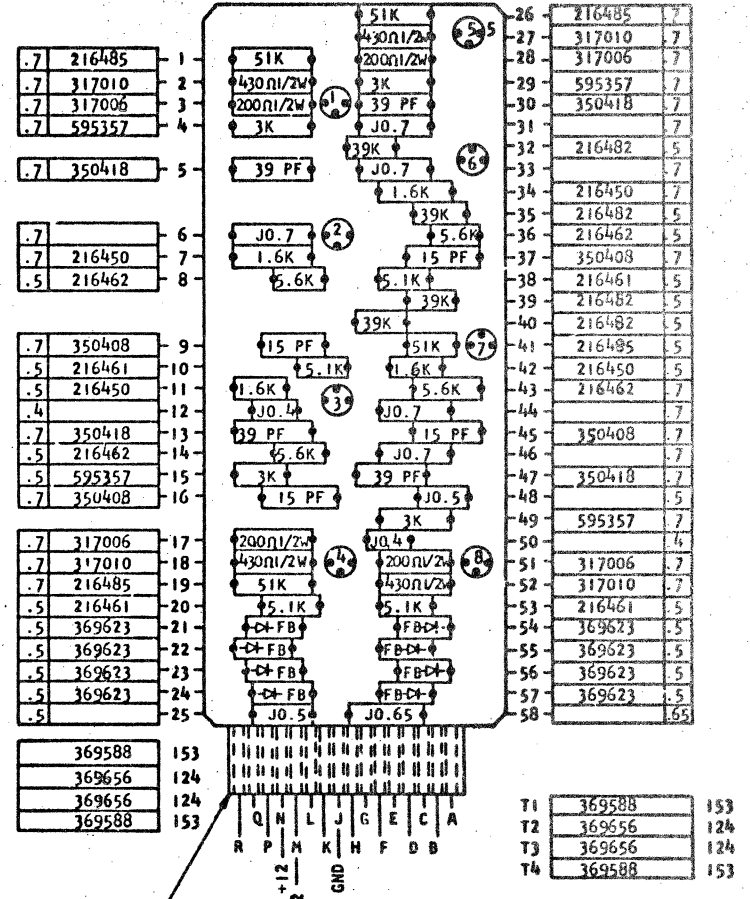 51K 26 216485 .7
430Ω1/2W 5 5 27 317010 .7
.7 216485 1 51K 200Ω1/2W 28 317006 .7
.7 317010 2 430Ω1/2W 3K 29 595357 .7
.7 317006 3 200Ω1/2W 1 39 PF 30 350418 .7
.7 595357 4 3K J0.7 31 .7
39K 6 32 216482 .5
.7 350418 5 39 PF J0.7 33 .7
1.6K 34 216450 .7
39K 35 216482 .5
.7 6 J0.7 2 5.6K 36 216462 .5
.7 216450 7 1.6K 15 PF 37 350408 .7
.5 216462 8 5.6K 5.1K 38 216461 .5
39K 39 216482 .5
39K 40 216482 .5
.7 350408 9 15 PF 51K 7 41 216485 .5
.5 216461 10 5.1K 1.6K 42 216450 .5
.5 216450 11 1.6K 3 5.6K 43 216462 .7
.4 12 J0.4 J0.7 44 .7
.7 350418 13 39 PF 15 PF 45 350408 .7
.5 216462 14 5.6K J0.7 46 .7
.5 595357 15 3K 39 PF 47 350418 .7
.7 350408 16 15 PF J0.5 48 .5
3K 49 595357 .7
.7 317006 17 200Ω1/2W J0.4 50 .4
.7 317010 18 430Ω1/2W 4 200Ω1/2W 8 51 317006 .7
.7 216485 19 51K 430Ω1/2W 52 317010 .7
.5 216461 20 5.1K 5.1K 53 216461 .5
.5 369623 21 FB FB 54 369623 .5
.5 369623 22 FB FB 55 369623 .5
.5 369623 23 FB FB 56 369623 .5
.5 369623 24 FB FB 57 369623 .5
.5 25 J0.5 J0.65 58 .65
369588 153
369656 124
369656 124
369588 153
T1 369588 153
T2 369656 124
T3 369656 124
T4 369588 153
R Q P N M L K J H G F E D C B A
+12
GND